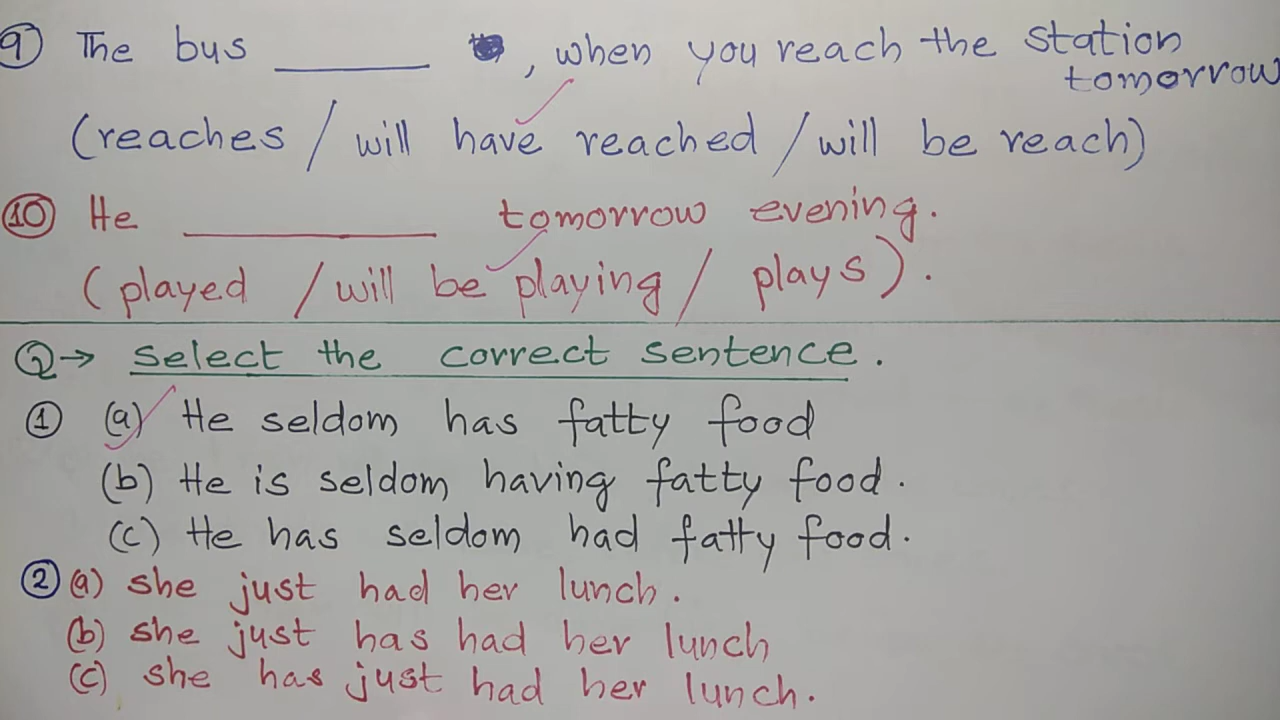 9 The bus ______ , when you reach the station
tomorrow
(reaches / will have reached / will be reach)
10 He ______ tomorrow evening.
(played / will be playing / plays).
Q→ select the correct sentence.
1 (a) He seldom has fatty food
(b) He is seldom having fatty food.
(c) He has seldom had fatty food.
2 (a) she just had her lunch.
(b) she just has had her lunch
(c) she has just had her lunch.